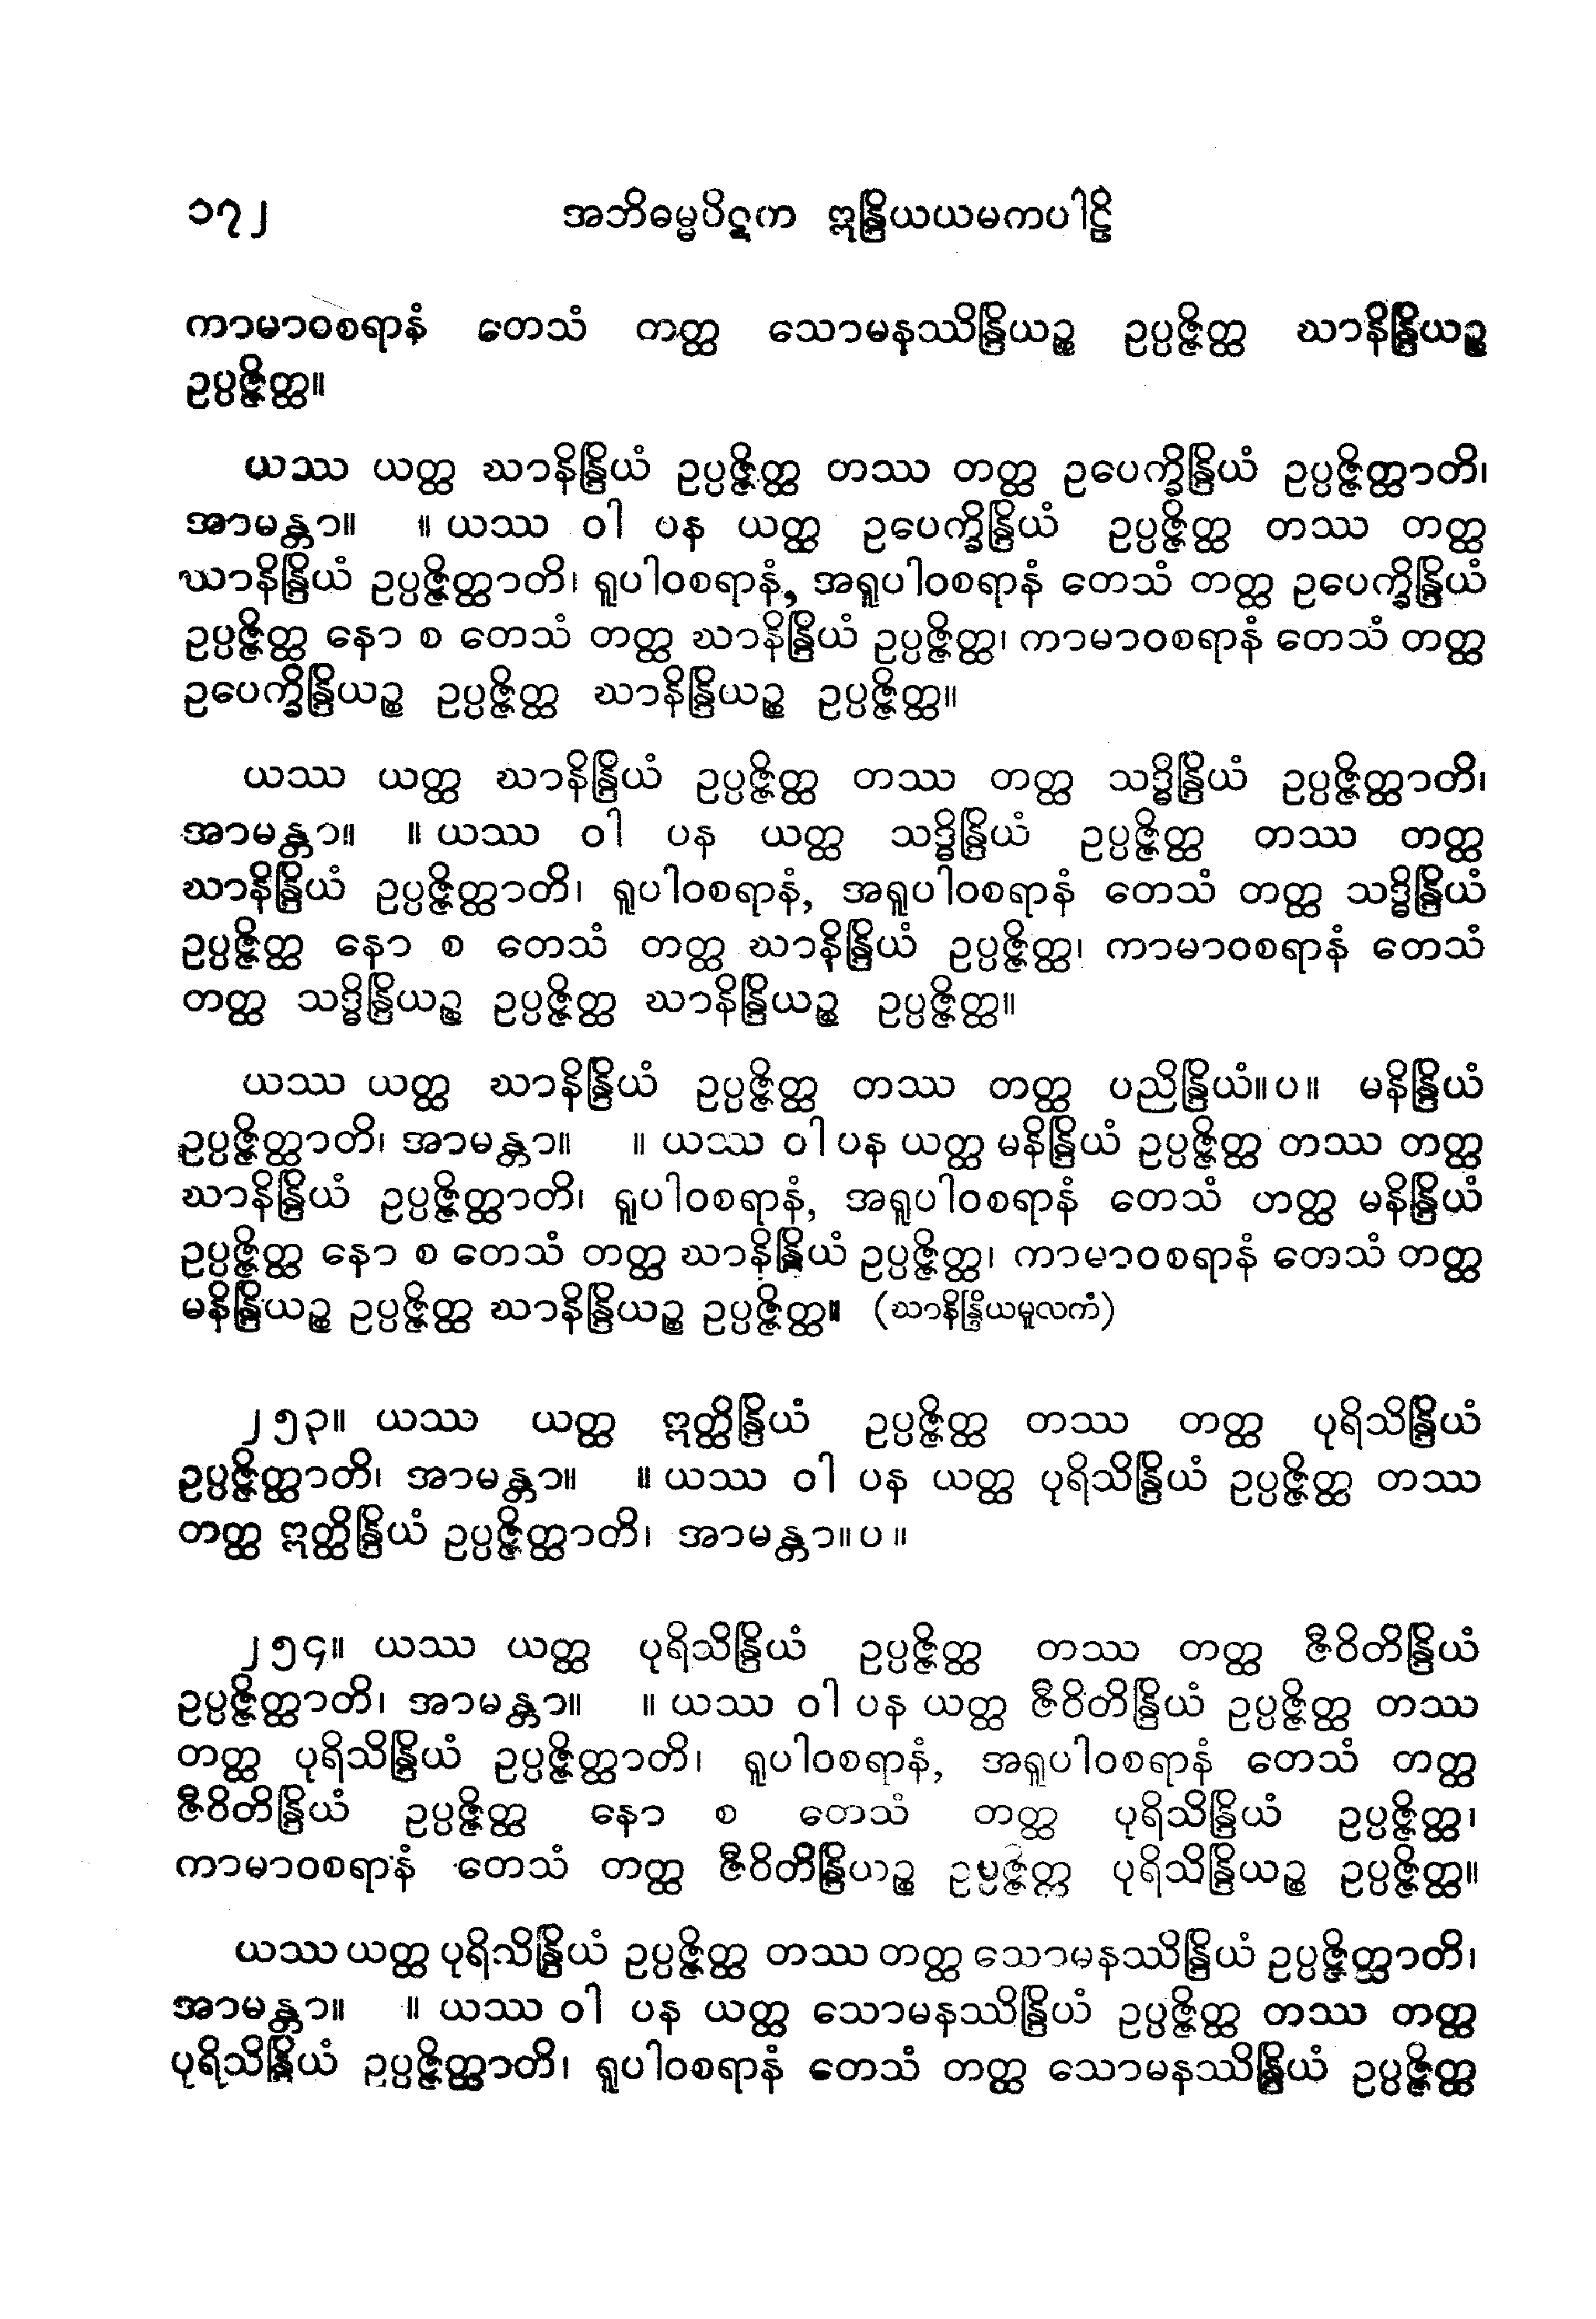 ၁၇၂ အဘိဓမ္မပိဋက ဣန္ဒြိယယမကပါဠိ
ကာမာဝစရာနံ တေသံ တတ္ထ သောမနဿိန္ဒြိယဉ္စ ဥပ္ပဇ္ဇိတ္ထ ဃာနိန္ဒြိယဉ္စ
ဥပ္ပဇ္ဇိတ္ထ။
ယဿ ယတ္ထ ဃာနိန္ဒြိယံ ဥပ္ပဇ္ဇိတ္ထ တဿ တတ္ထ ဥပေက္ခိန္ဒြိယံ ဥပ္ပဇ္ဇိတ္ထာတိ၊
အာမန္တာ။ ။ ယဿ ဝါ ပန ယတ္ထ ဥပေက္ခိန္ဒြိယံ ဥပ္ပဇ္ဇိတ္ထ တဿ တတ္ထ
ဃာနိန္ဒြိယံ ဥပ္ပဇ္ဇိတ္ထာတိ၊ ရူပါဝစရာနံ, အရူပါဝစရာနံ တေသံ တတ္ထ ဥပေက္ခိန္ဒြိယံ
ဥပ္ပဇ္ဇိတ္ထ နော စ တေသံ တတ္ထ ဃာနိန္ဒြိယံ ဥပ္ပဇ္ဇိတ္ထ၊ ကာမာဝစရာနံ တေသံ တတ္ထ
ဥပေက္ခိန္ဒြိယဉ္စ ဥပ္ပဇ္ဇိတ္ထ ဃာနိန္ဒြိယဉ္စ ဥပ္ပဇ္ဇိတ္ထ။
ယဿ ယတ္ထ ဃာနိန္ဒြိယံ ဥပ္ပဇ္ဇိတ္ထ တဿ တတ္ထ သဒ္ဓိန္ဒြိယံ ဥပ္ပဇ္ဇိတ္ထာတိ၊
အာမန္တာ။ ။ ယဿ ဝါ ပန ယတ္ထ သဒ္ဓိန္ဒြိယံ ဥပ္ပဇ္ဇိတ္ထ တဿ တတ္ထ
ဃာနိန္ဒြိယံ ဥပ္ပဇ္ဇိတ္ထာတိ၊ ရူပါဝစရာနံ, အရူပါဝစရာနံ တေသံ တတ္ထ သဒ္ဓိန္ဒြိယံ
ဥပ္ပဇ္ဇိတ္ထ နော စ တေသံ တတ္ထ ဃာနိန္ဒြိယံ ဥပ္ပဇ္ဇိတ္ထ၊ ကာမာဝစရာနံ တေသံ
တတ္ထ သဒ္ဓိန္ဒြိယဉ္စ ဥပ္ပဇ္ဇိတ္ထ ဃာနိန္ဒြိယဉ္စ ဥပ္ပဇ္ဇိတ္ထ။
ယဿ ယတ္ထ ဃာနိန္ဒြိယံ ဥပ္ပဇ္ဇိတ္ထ တဿ တတ္ထ ပညိန္ဒြိယံ။ပ။ မနိန္ဒြိယံ
ဥပ္ပဇ္ဇိတ္ထာတိ၊ အာမန္တာ။ ။ ယဿ ဝါ ပန ယတ္ထ မနိန္ဒြိယံ ဥပ္ပဇ္ဇိတ္ထ တဿ တတ္ထ
ဃာနိန္ဒြိယံ ဥပ္ပဇ္ဇိတ္ထာတိ၊ ရူပါဝစရာနံ, အရူပါဝစရာနံ တေသံ တတ္ထ မနိန္ဒြိယံ
ဥပ္ပဇ္ဇိတ္ထ နော စ တေသံ တတ္ထ ဃာနိန္ဒြိယံ ဥပ္ပဇ္ဇိတ္ထ၊ ကာမာဝစရာနံ တေသံ တတ္ထ
မနိန္ဒြိယဉ္စ ဥပ္ပဇ္ဇိတ္ထ ဃာနိန္ဒြိယဉ္စ ဥပ္ပဇ္ဇိတ္ထ။ (ဃာနိန္ဒြိယမူလကံ)
၂၅၃။ ယဿ ယတ္ထ ဣတ္ထိန္ဒြိယံ ဥပ္ပဇ္ဇိတ္ထ တဿ တတ္ထ ပုရိသိန္ဒြိယံ
ဥပ္ပဇ္ဇိတ္ထာတိ၊ အာမန္တာ။ ။ ယဿ ဝါ ပန ယတ္ထ ပုရိသိန္ဒြိယံ ဥပ္ပဇ္ဇိတ္ထ တဿ
တတ္ထ ဣတ္ထိန္ဒြိယံ ဥပ္ပဇ္ဇိတ္ထာတိ၊ အာမန္တာ။ပ။
၂၅၄။ ယဿ ယတ္ထ ပုရိသိန္ဒြိယံ ဥပ္ပဇ္ဇိတ္ထ တဿ တတ္ထ ဇီဝိတိန္ဒြိယံ
ဥပ္ပဇ္ဇိတ္ထာတိ၊ အာမန္တာ။ ။ ယဿ ဝါ ပန ယတ္ထ ဇီဝိတိန္ဒြိယံ ဥပ္ပဇ္ဇိတ္ထ တဿ
တတ္ထ ပုရိသိန္ဒြိယံ ဥပ္ပဇ္ဇိတ္ထာတိ၊ ရူပါဝစရာနံ, အရူပါဝစရာနံ တေသံ တတ္ထ
ဇီဝိတိန္ဒြိယံ ဥပ္ပဇ္ဇိတ္ထ နော စ တေသံ တတ္ထ ပုရိသိန္ဒြိယံ ဥပ္ပဇ္ဇိတ္ထ၊
ကာမာဝစရာနံ တေသံ တတ္ထ ဇီဝိတိန္ဒြိယဉ္စ ဥပ္ပဇ္ဇိတ္ထ ပုရိသိန္ဒြိယဉ္စ ဥပ္ပဇ္ဇိတ္ထ။
ယဿ ယတ္ထ ပုရိသိန္ဒြိယံ ဥပ္ပဇ္ဇိတ္ထ တဿ တတ္ထ သောမနဿိန္ဒြိယံ ဥပ္ပဇ္ဇိတ္ထာတိ၊
အာမန္တာ။ ။ ယဿ ဝါ ပန ယတ္ထ သောမနဿိန္ဒြိယံ ဥပ္ပဇ္ဇိတ္ထ တဿ တတ္ထ
ပုရိသိန္ဒြိယံ ဥပ္ပဇ္ဇိတ္ထာတိ၊ ရူပါဝစရာနံ တေသံ တတ္ထ သောမနဿိန္ဒြိယံ ဥပ္ပဇ္ဇိတ္ထ